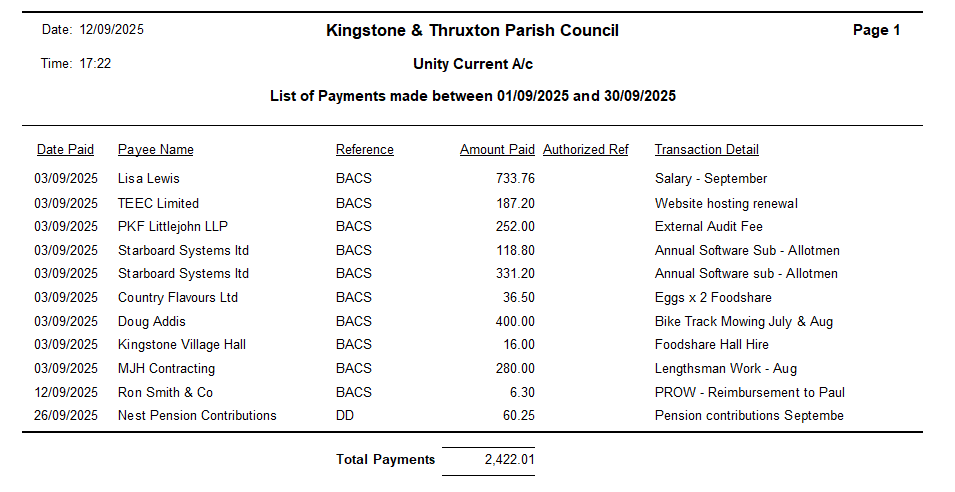 Date: 12/09/2025 Kingstone & Thruxton Parish Council Page 1
Time: 17:22 Unity Current A/c
List of Payments made between 01/09/2025 and 30/09/2025
Date Paid Payee Name Reference Amount Paid Authorized Ref Transaction Detail
03/09/2025 Lisa Lewis BACS 733.76 Salary - September
03/09/2025 TEEC Limited BACS 187.20 Website hosting renewal
03/09/2025 PKF Littlejohn LLP BACS 252.00 External Audit Fee
03/09/2025 Starboard Systems ltd BACS 118.80 Annual Software Sub - Allotmen
03/09/2025 Starboard Systems ltd BACS 331.20 Annual Software sub - Allotmen
03/09/2025 Country Flavours Ltd BACS 36.50 Eggs x 2 Foodshare
03/09/2025 Doug Addis BACS 400.00 Bike Track Mowing July & Aug
03/09/2025 Kingstone Village Hall BACS 16.00 Foodshare Hall Hire
03/09/2025 MJH Contracting BACS 280.00 Lengthsman Work - Aug
12/09/2025 Ron Smith & Co BACS 6.30 PROW - Reimbursement to Paul
26/09/2025 Nest Pension Contributions DD 60.25 Pension contributions Septembe
Total Payments 2,422.01